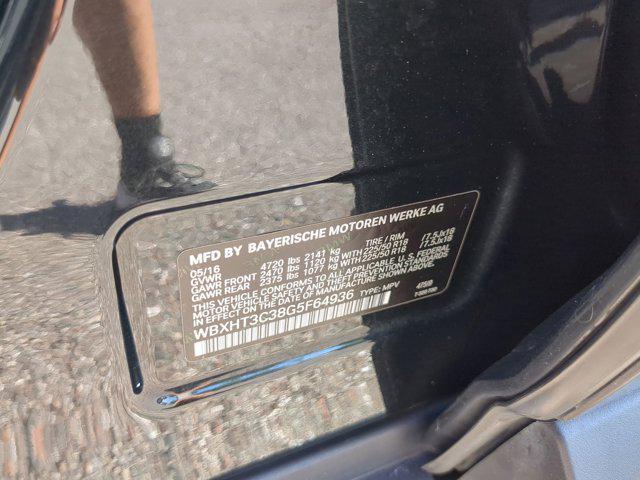 MFD BY BAYERISCHE MOTOREN WERKE AG
05/16 4720 lbs 2141 kg TIRE / RIM
GVWR
GAWR FRONT 2470 lbs 1120 kg WITH 225/50 R18 /7.5Jx18
GAWR REAR 2375 lbs 1077 kg WITH 225/50 R18 /7.5Jx18
THIS VEHICLE CONFORMS TO ALL APPLICABLE U. S. FEDERAL
MOTOR VEHICLE SAFETY AND THEFT PREVENTION STANDARDS
IN EFFECT ON THE DATE OF MANUFACTURE SHOWN ABOVE.
WBXHT3C38G5F64936 TYPE: MPV